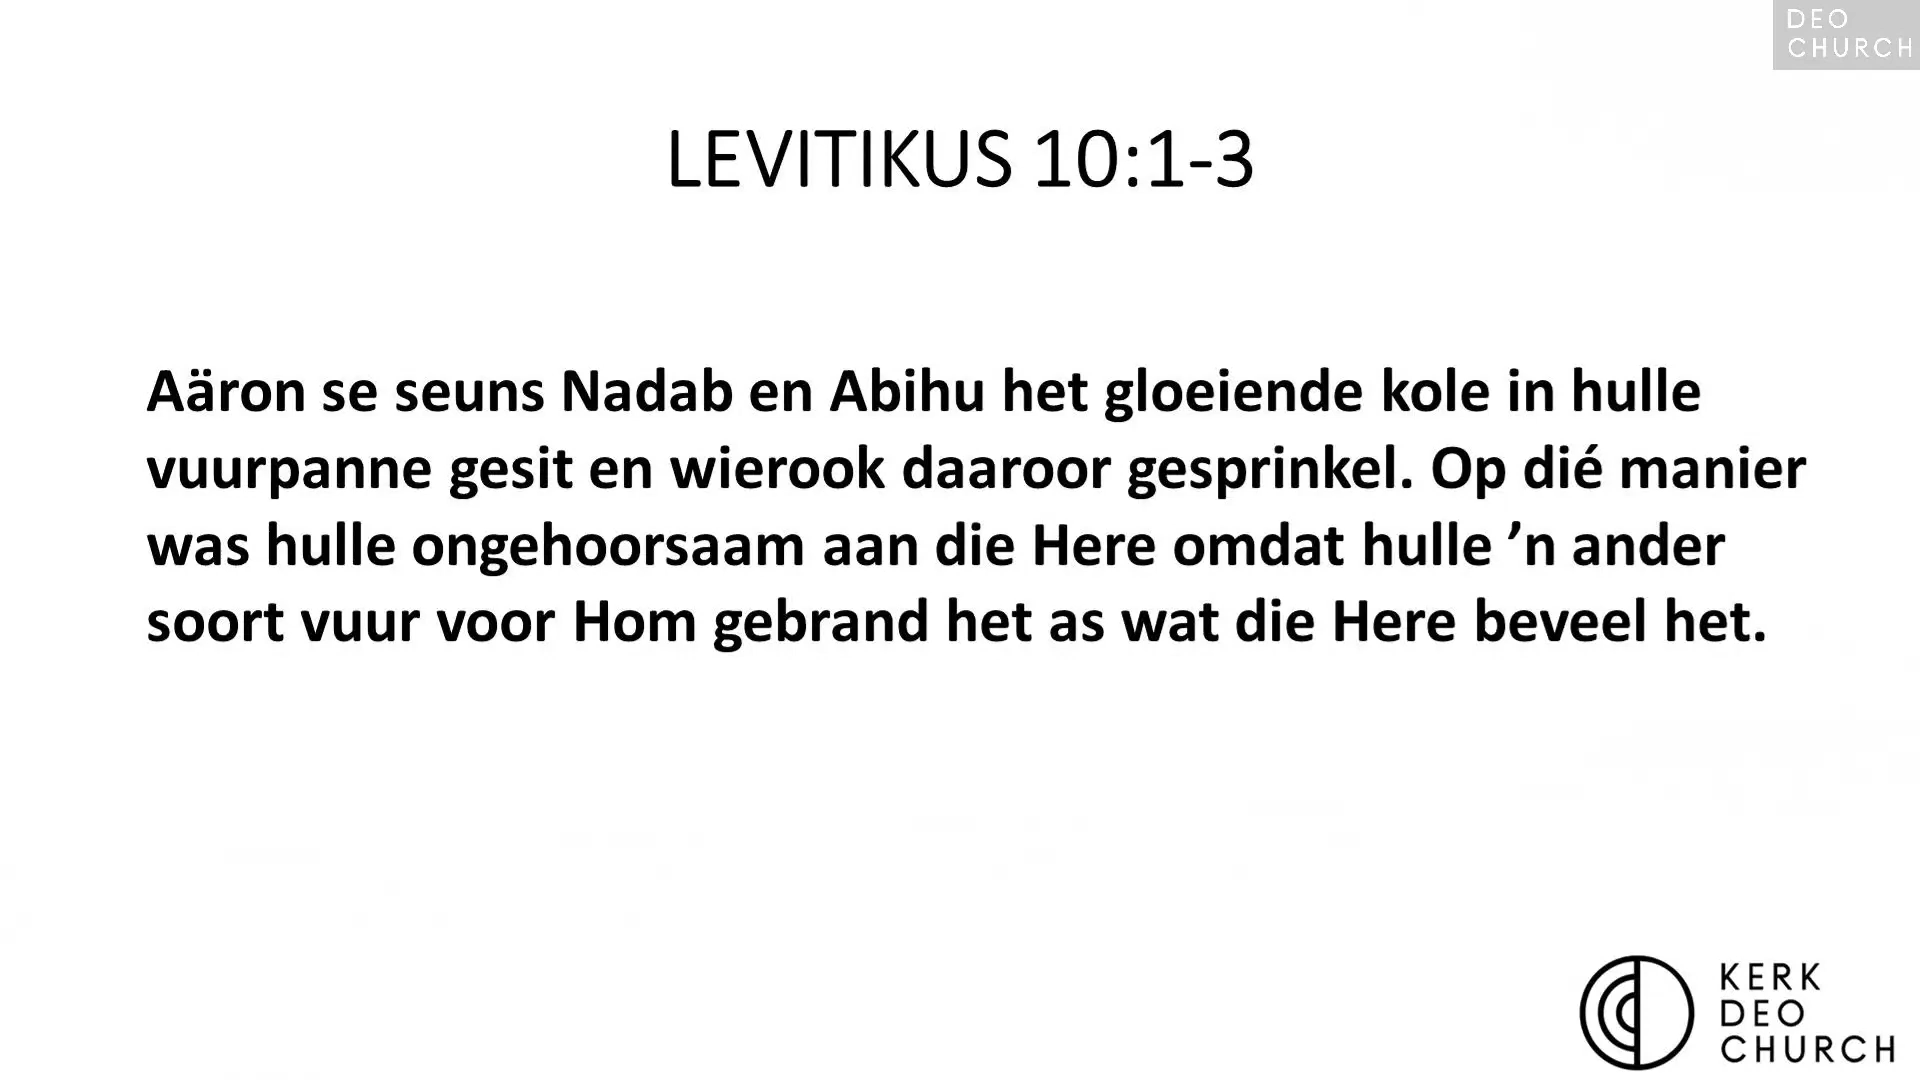 DEO
CHURCH
LEVITIKUS 10:1-3
Aäron se seuns Nadab en Abihu het gloeiende kole in hulle
vuurpanne gesit en wierook daaroor gesprinkel. Op dié manier
was hulle ongehoorsaam aan die Here omdat hulle ’n ander
soort vuur voor Hom gebrand het as wat die Here beveel het.
KERK
DEO
CHURCH